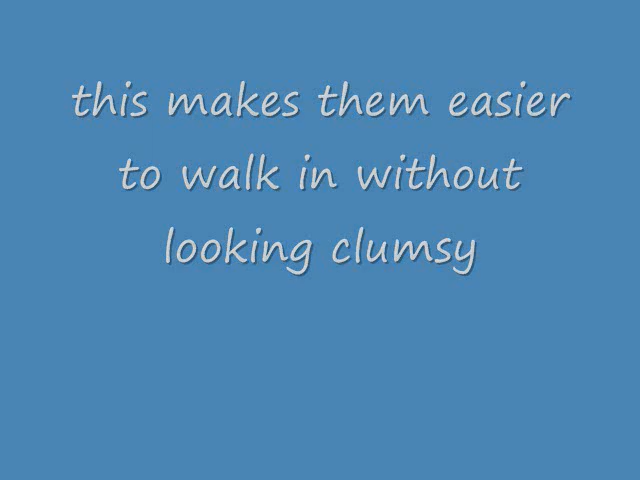 this makes them easier
to walk in without
looking clumsy